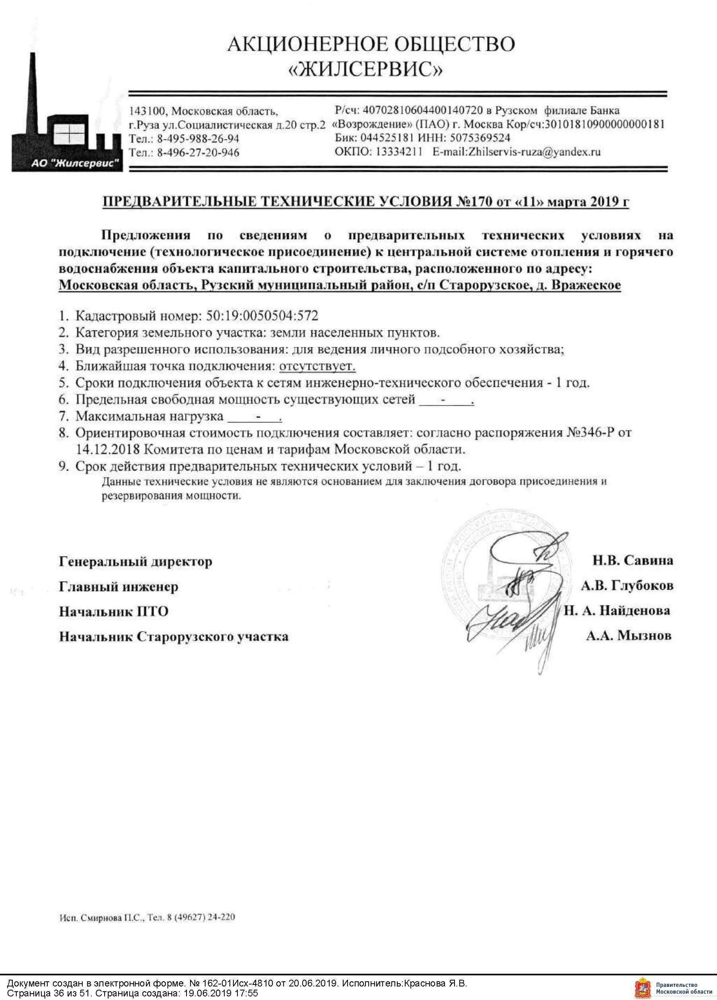 АКЦИОНЕРНОЕ ОБЩЕСТВО
«ЖИЛСЕРВИС»
143100, Московская область,
г.Руза ул.Социалистическая д.20 стр.2
Тел.: 8-495-988-26-94
Тел.: 8-496-27-20-946
Р/сч: 40702810604400140720 в Рузском филиале Банка
«Возрождение» (ПАО) г. Москва Кор/сч:30101810900000000181
Бик: 044525181 ИНН: 5075369524
ОКПО: 13334211 E-mail:Zhilservis-ruza@yandex.ru
АО "Жилсервис"
ПРЕДВАРИТЕЛЬНЫЕ ТЕХНИЧЕСКИЕ УСЛОВИЯ №170 от «11» марта 2019 г
Предложения по сведениям о предварительных технических условиях на
подключение (технологическое присоединение) к центральной системе отопления и горячего
водоснабжения объекта капитального строительства, расположенного по адресу:
Московская область, Рузский муниципальный район, с/п Старорузское, д. Вражеское
1. Кадастровый номер: 50:19:0050504:572
2. Категория земельного участка: земли населенных пунктов.
3. Вид разрешенного использования: для ведения личного подсобного хозяйства;
4. Ближайшая точка подключения: отсутствует.
5. Сроки подключения объекта к сетям инженерно-технического обеспечения - 1 год.
6. Предельная свободная мощность существующих сетей ___-____.
7. Максимальная нагрузка ____-___.
8. Ориентировочная стоимость подключения составляет: согласно распоряжения №346-Р от
14.12.2018 Комитета по ценам и тарифам Московской области.
9. Срок действия предварительных технических условий – 1 год.
Данные технические условия не являются основанием для заключения договора присоединения и
резервирования мощности.
Генеральный директор Н.В. Савина
Главный инженер А.В. Глубоков
Начальник ПТО Н. А. Найденова
Начальник Старорузского участка А.А. Мызнов
Исп. Смирнова П.С., Тел. 8 (49627) 24-220
Документ создан в электронной форме. № 162-01Исх-4810 от 20.06.2019. Исполнитель:Краснова Я.В.
Страница 36 из 51. Страница создана: 19.06.2019 17:55
Правительство
Московской области